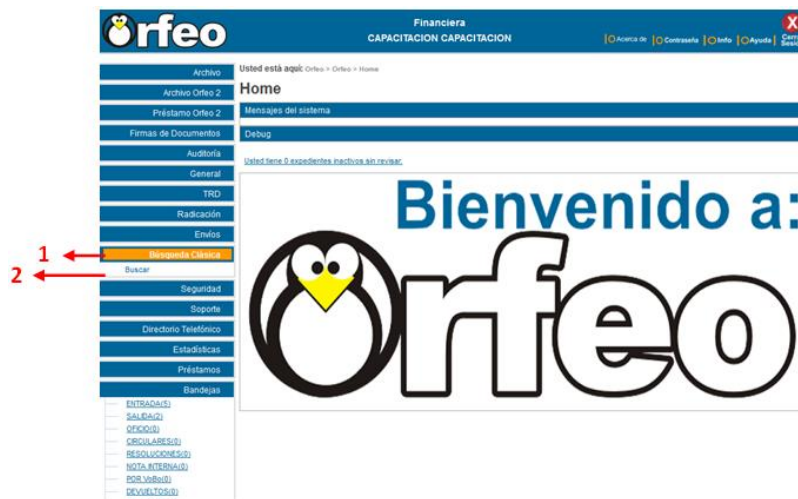 Orfeo
Financiera
CAPACITACION CAPACITACION
Acerca de
Contraseña
Info
Ayuda
Usted está aquí: Orfeo > Orfeo > Home
Home
Mensajes del sistema
Debug
Usted tiene 0 expedientes inactivos sin revisar.
Bienvenido a:
Orfeo
Archivo
Archivo Orfeo 2
Préstamo Orfeo 2
Firmas de Documentos
Auditoría
General
TRD
Radicación
Envíos
1
Búsqueda Clásica
2
Buscar
Seguridad
Soporte
Directorio Telefónico
Estadísticas
Préstamos
Bandejas
ENTRADA(5)
SALIDA(2)
OFICIO(0)
CIRCULARES(0)
RESOLUCIONES(0)
NOTA INTERNA(0)
POR VoBo(0)
DEVUELTOS(0)